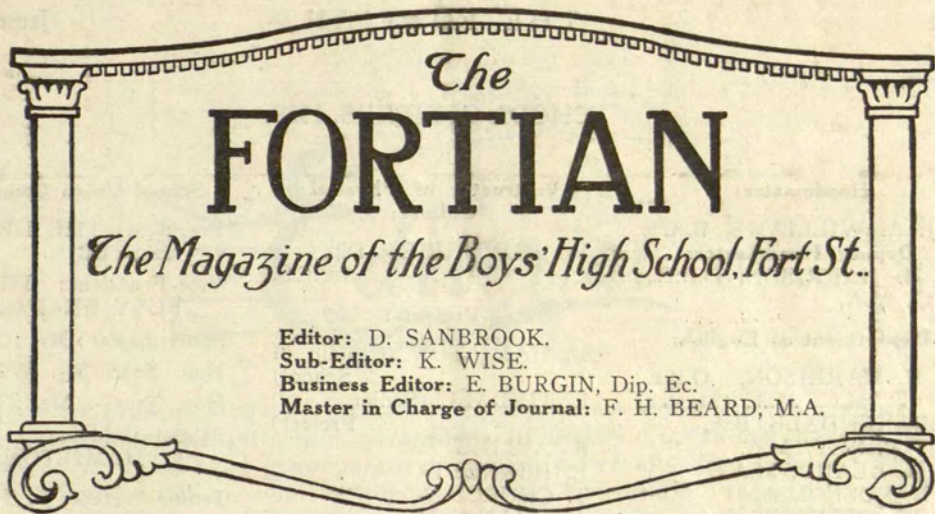 The
FORTIAN
The Magazine of the Boys' High School, Fort St..
Editor: D. SANBROOK.
Sub-Editor: K. WISE.
Business Editor: E. BURGIN, Dip. Ec.
Master in Charge of Journal: F. H. BEARD, M.A.